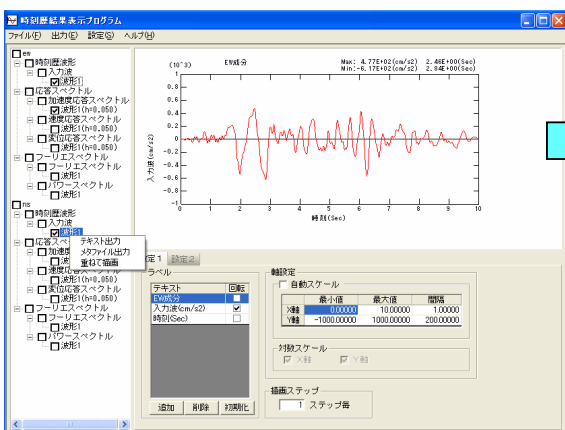 時刻歴結果表示プログラム
ファイル(F) 出力(E) 設定(S) ヘルプ(H)
ew
時刻歴波形
入力波
波形1
応答スペクトル
加速度応答スペクトル
波形1(h=0.050)
速度応答スペクトル
波形1(h=0.050)
変位応答スペクトル
波形1(h=0.050)
フーリエスペクトル
フーリエスペクトル
波形1
パワースペクトル
波形1
ns
時刻歴波形
入力波
波形1
応答スペ
加速
速度応
波形1(h=0.050)
変位応答スペクトル
波形1(h=0.050)
フーリエスペクトル
フーリエスペクトル
波形1
パワースペクトル
波形1
テキスト出力
メタファイル出力
重ねて描画
(10^3) EW成分 Max: 4.77E+02(cm/s2) 2.46E+00(Sec)
Min:-6.17E+02(cm/s2) 2.84E+00(Sec)
1
0.8
0.6
0.4
0.2
0
-0.2
-0.4
-0.6
-0.8
-1
入力波(cm/s2)
0 1 2 3 4 5 6 7 8 9 10
時刻(Sec)
定1 設定2
ラベル
テキスト 回転
EW成分
入力波(cm/s2)
時刻(Sec)
追加 削除 初期化
軸設定
自動スケール
最小値 最大値 間隔
X軸 0.00000 10.00000 1.00000
Y軸 -1000.00000 1000.00000 200.00000
対数スケール
X軸 Y軸
描画ステップ
1 ステップ毎